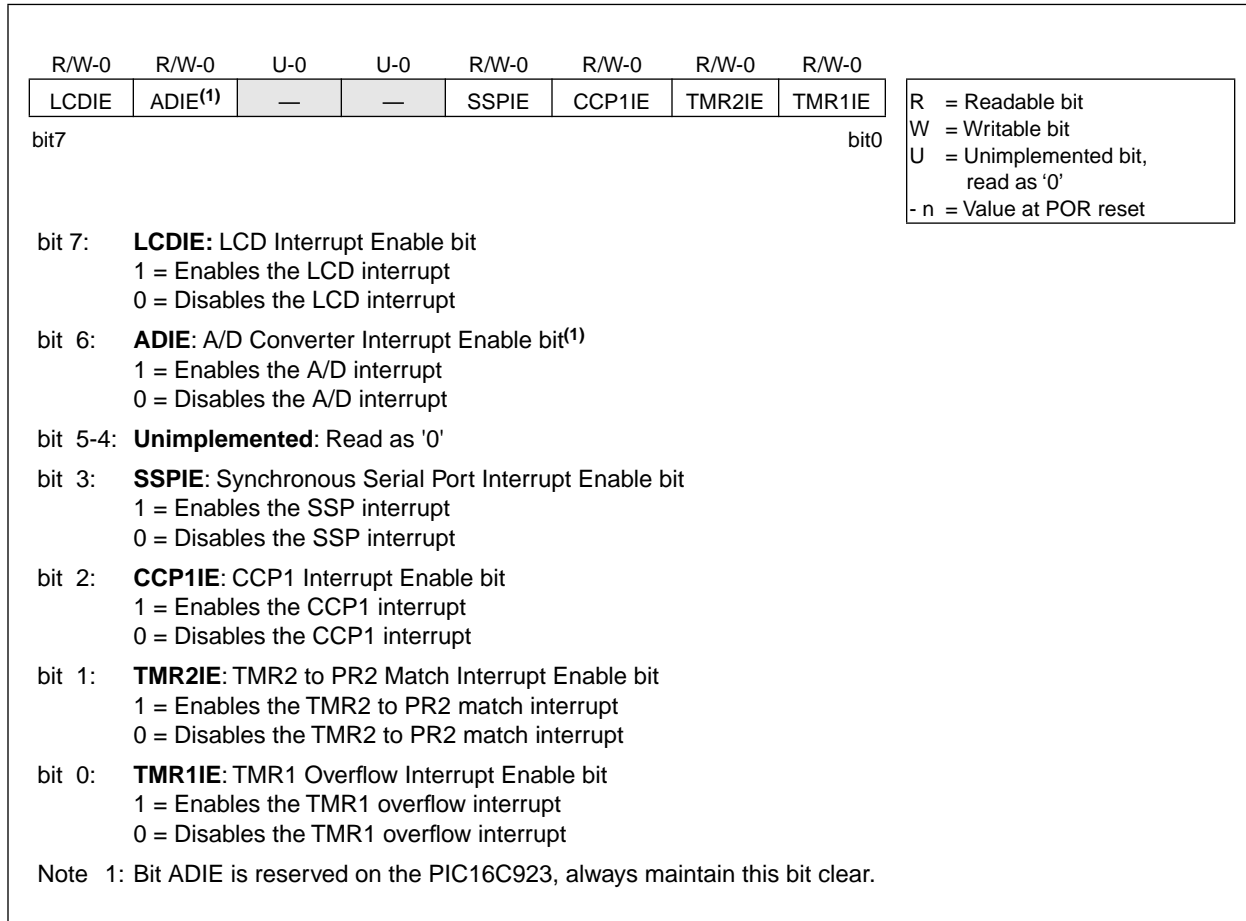 R/W-0 R/W-0 U-0 U-0 R/W-0 R/W-0 R/W-0 R/W-0
LCDIE ADIE(1) — — SSPIE CCP1IE TMR2IE TMR1IE
bit7 bit0
R = Readable bit
W = Writable bit
U = Unimplemented bit,
read as ‘0’
- n = Value at POR reset
bit 7: LCDIE: LCD Interrupt Enable bit
1 = Enables the LCD interrupt
0 = Disables the LCD interrupt
bit 6: ADIE: A/D Converter Interrupt Enable bit(1)
1 = Enables the A/D interrupt
0 = Disables the A/D interrupt
bit 5-4: Unimplemented: Read as '0'
bit 3: SSPIE: Synchronous Serial Port Interrupt Enable bit
1 = Enables the SSP interrupt
0 = Disables the SSP interrupt
bit 2: CCP1IE: CCP1 Interrupt Enable bit
1 = Enables the CCP1 interrupt
0 = Disables the CCP1 interrupt
bit 1: TMR2IE: TMR2 to PR2 Match Interrupt Enable bit
1 = Enables the TMR2 to PR2 match interrupt
0 = Disables the TMR2 to PR2 match interrupt
bit 0: TMR1IE: TMR1 Overflow Interrupt Enable bit
1 = Enables the TMR1 overflow interrupt
0 = Disables the TMR1 overflow interrupt
Note 1: Bit ADIE is reserved on the PIC16C923, always maintain this bit clear.